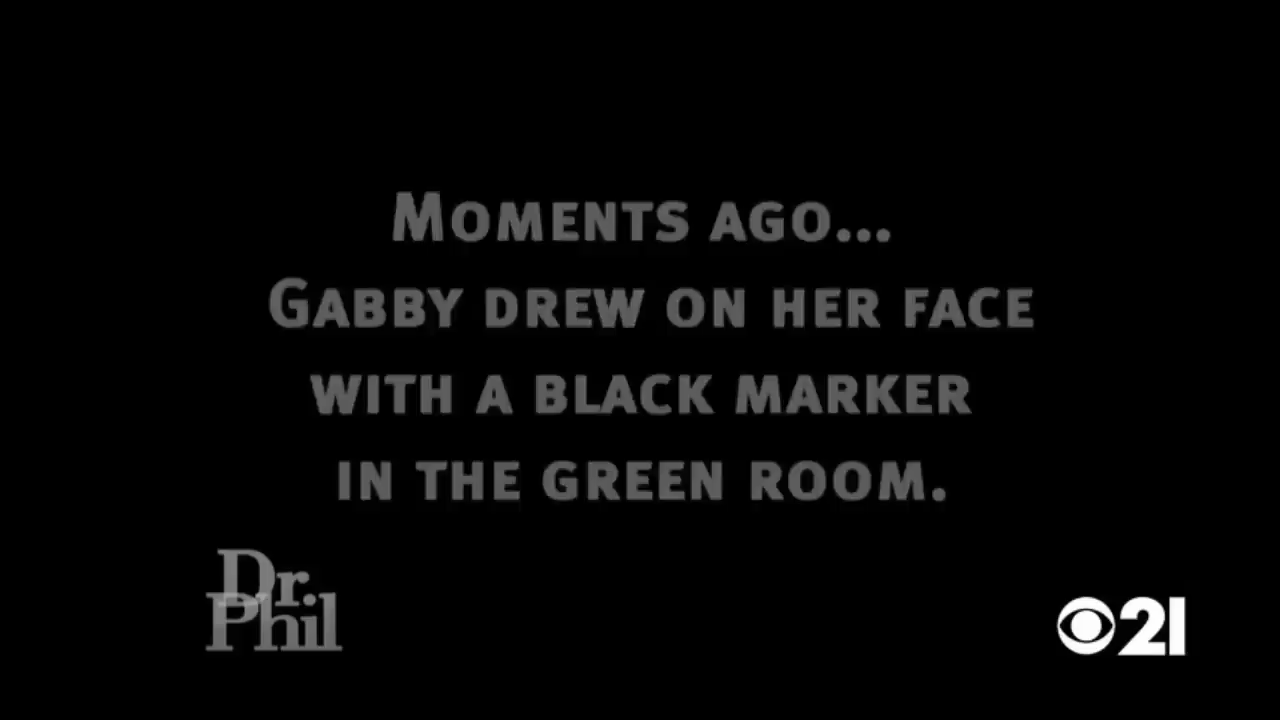 Moments ago...
Gabby drew on her face
with a black marker
in the green room.
Dr.
Phil
21